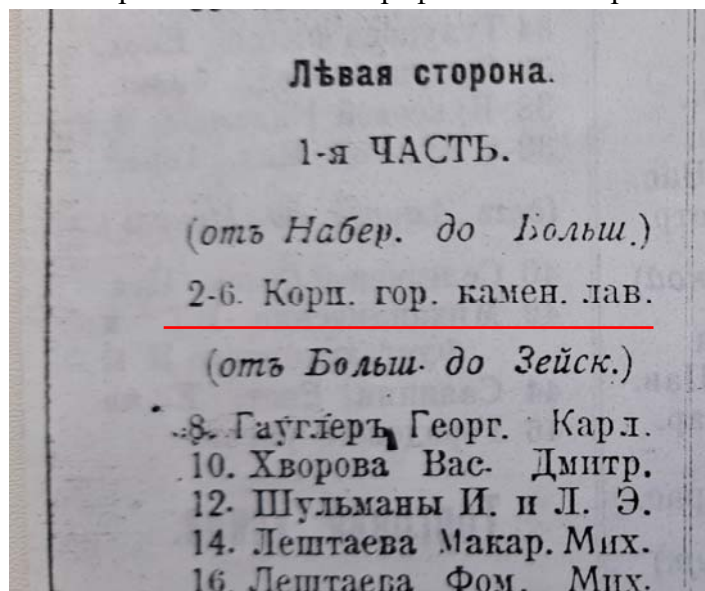 Лѣвая сторона.
1-я ЧАСТЬ.
(отъ Набер. до Больш.)
2-6. Корп. гор. камен. лав.
(отъ Больш. до Зейск.)
8. Гауглеръ Георг. Карл.
10. Хворова Вас. Дмитр.
12. Шульманы И. и Л. Э.
14. Лештаева Макар. Мих.
16. Лештаева Фом. Мих.